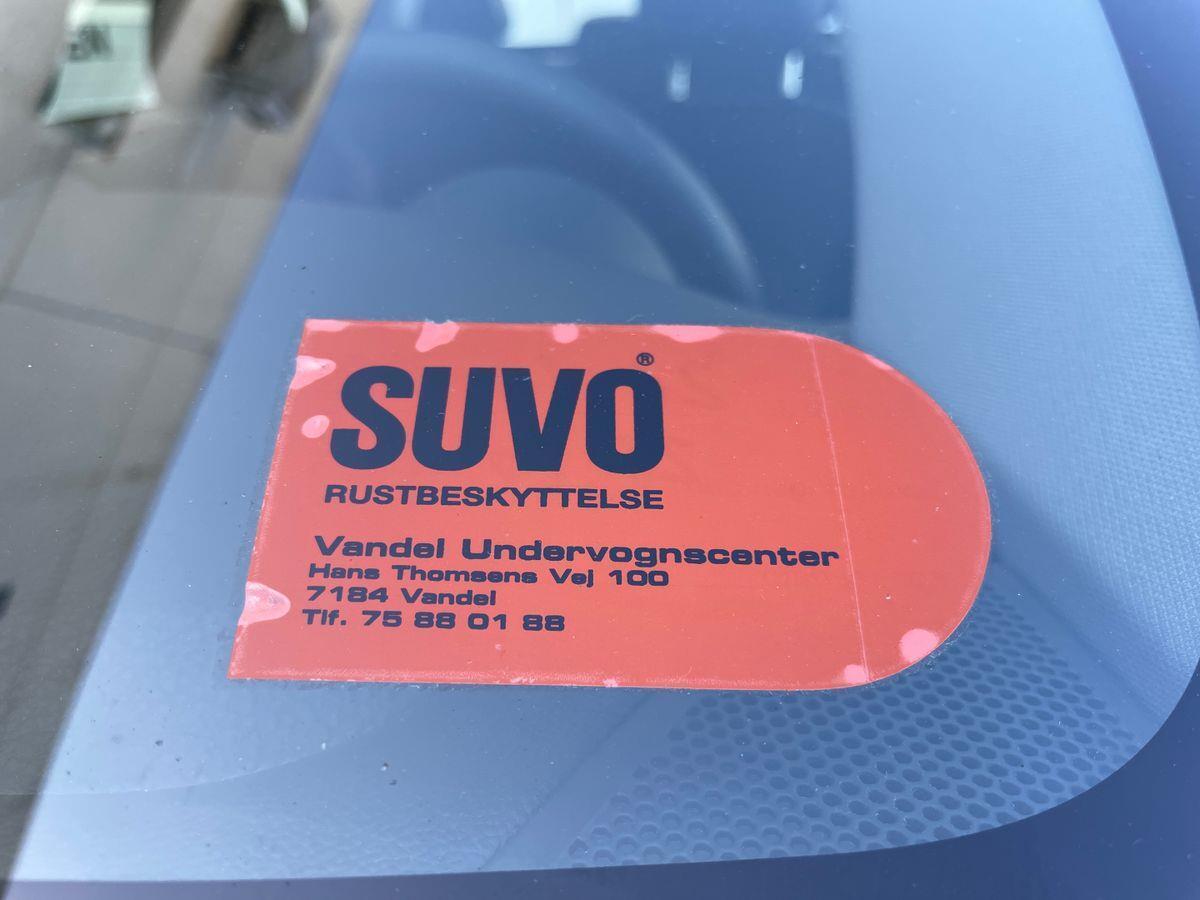 SUVO®
RUSTBESKYTTELSE
Vandel Undervognscenter
Hans Thomsens Vej 100
7184 Vandel
Tlf. 75 88 01 88